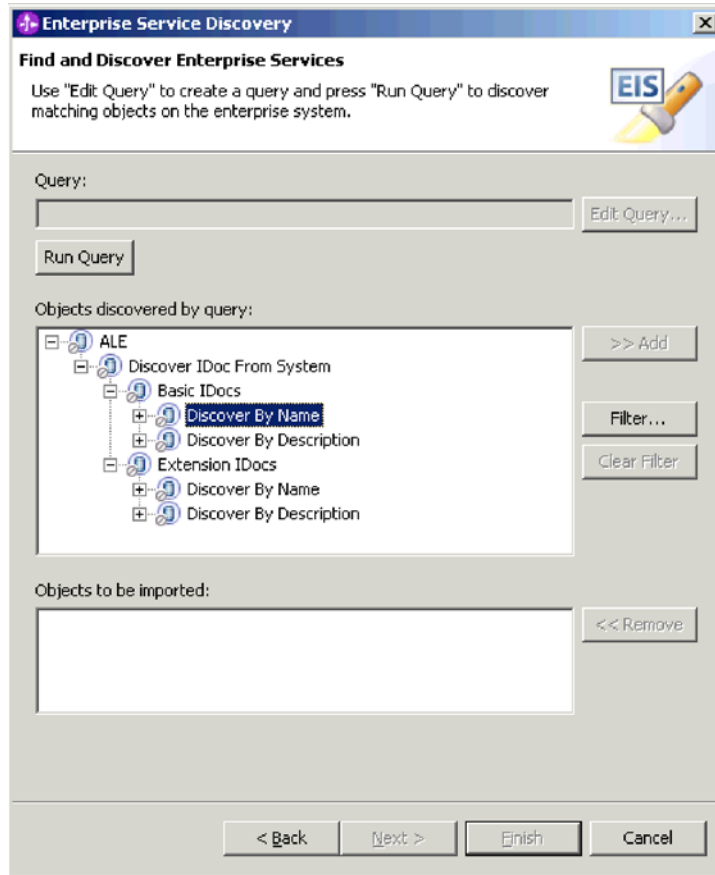 Enterprise Service Discovery
Find and Discover Enterprise Services
Use "Edit Query" to create a query and press "Run Query" to discover
matching objects on the enterprise system.
EIS
Query:
Edit Query...
Run Query
Objects discovered by query:
ALE
>> Add
Discover IDoc From System
Basic IDocs
Discover By Name
Filter...
Discover By Description
Extension IDocs
Clear Filter
Discover By Name
Discover By Description
Objects to be imported:
<< Remove
< Back
Next >
Finish
Cancel